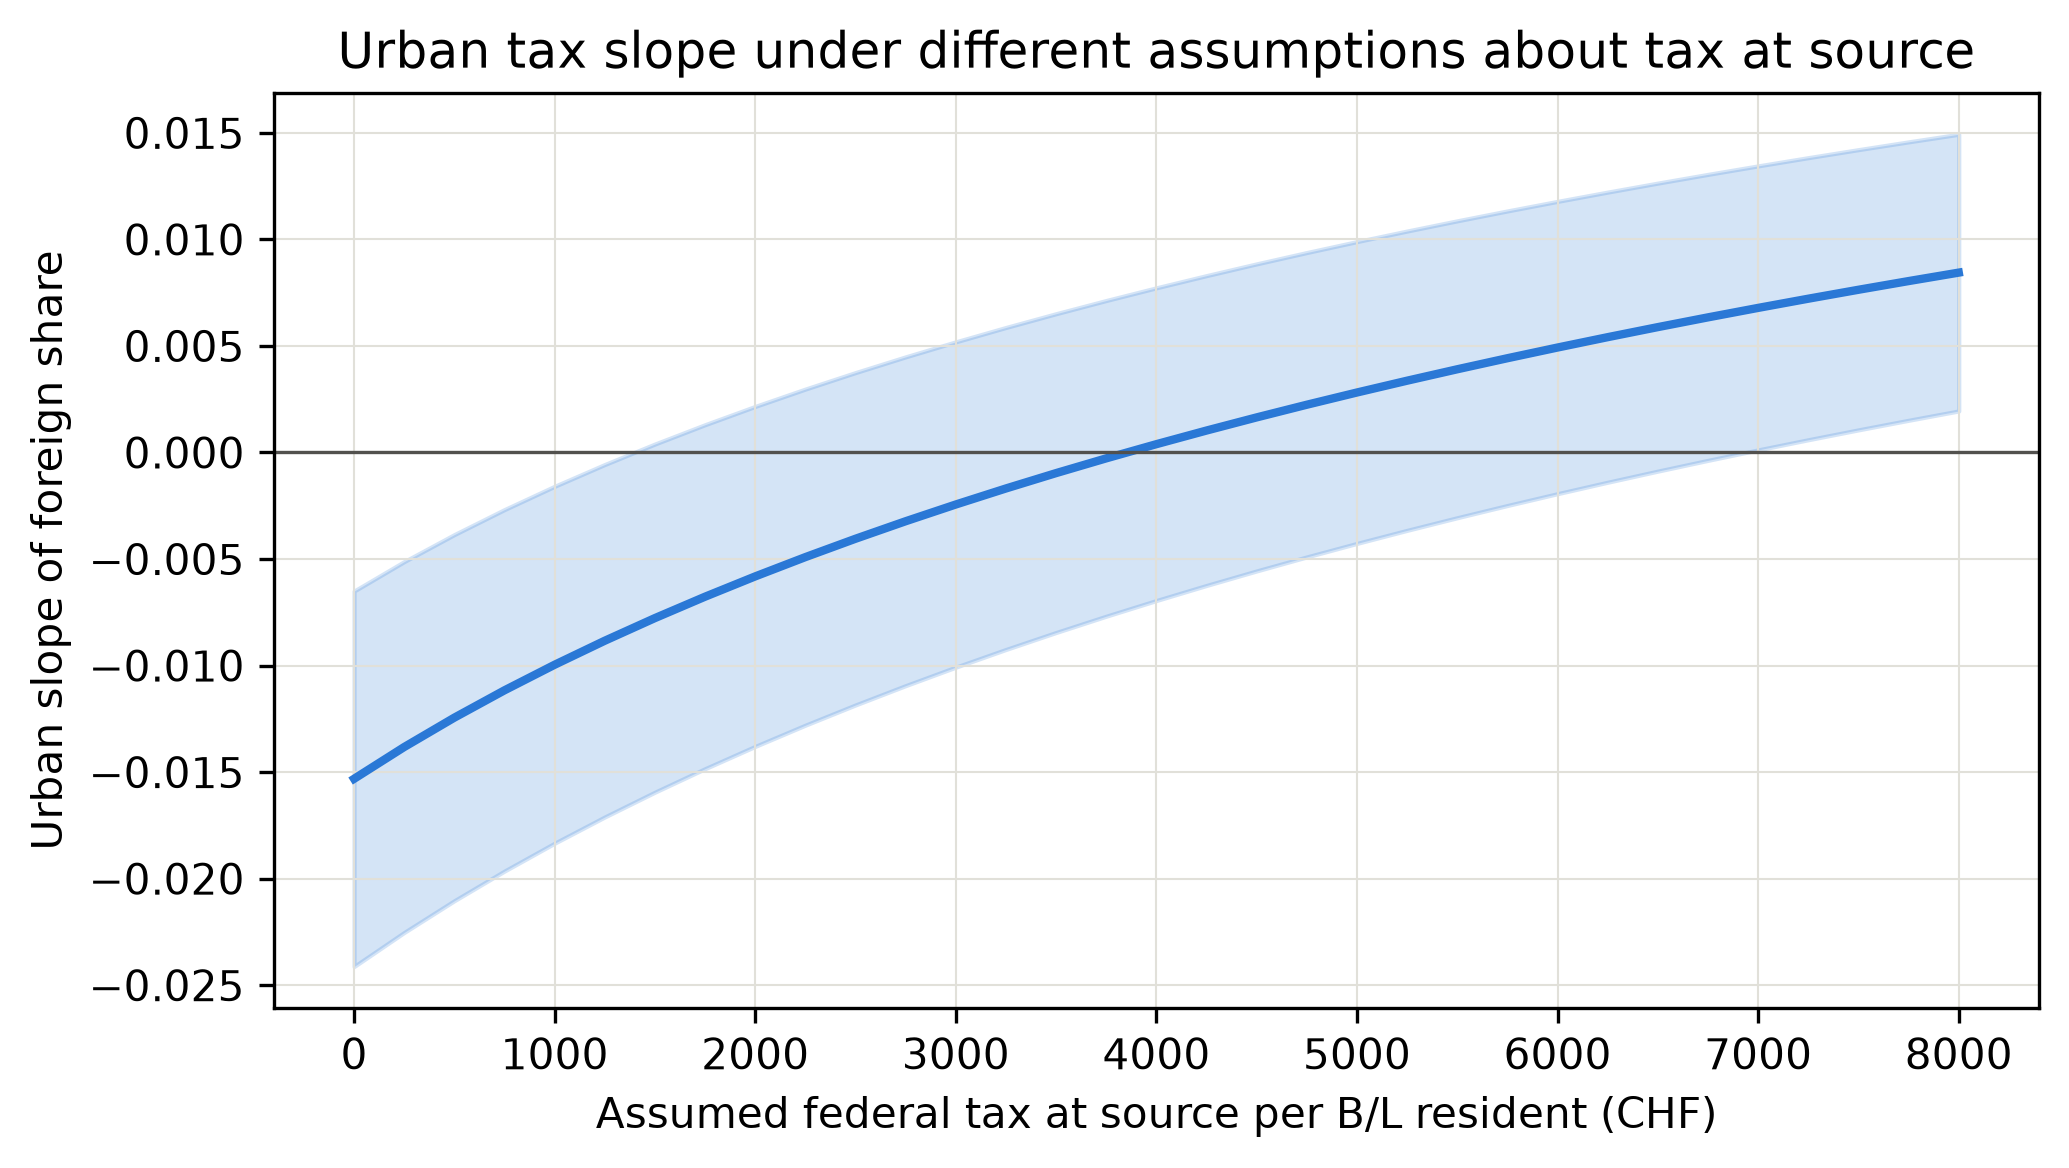 Urban tax slope under different assumptions about tax at source
Urban slope of foreign share
0.015
0.010
0.005
0.000
−0.005
−0.010
−0.015
−0.020
−0.025
0 1000 2000 3000 4000 5000 6000 7000 8000
Assumed federal tax at source per B/L resident (CHF)